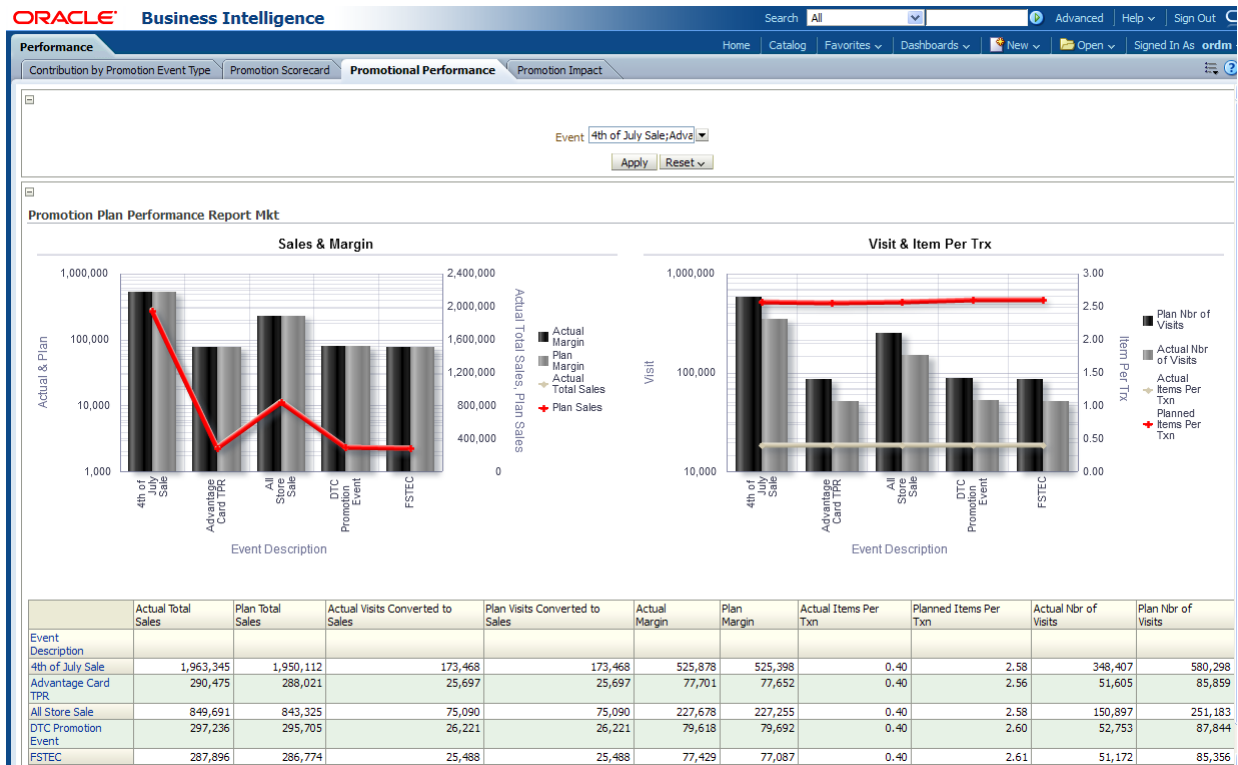 ORACLE Business Intelligence
Search All Advanced Help Sign Out
Performance
Home Catalog Favorites Dashboards New Open Signed In As ordm
Contribution by Promotion Event Type Promotion Scorecard Promotional Performance Promotion Impact
Event 4th of July Sale;Adva
Apply Reset
Promotion Plan Performance Report Mkt
Sales & Margin
1,000,000
100,000
10,000
1,000
Actual & Plan
2,400,000
2,000,000
1,600,000
1,200,000
800,000
400,000
0
Actual Total Sales, Plan Sales
Actual
Margin
Plan
Margin
Actual
Total Sales
Plan Sales
4th of
July
Sale
Advantage
Card TPR
All
Store
Sale
DTC
Promotion
Event
FSTEC
Event Description
Visit & Item Per Trx
1,000,000
100,000
10,000
Visit
3.00
2.50
2.00
1.50
1.00
0.50
0.00
Item Per Trx
Plan Nbr of
Visits
Actual Nbr
of Visits
Actual
Items Per
Txn
Planned
Items Per
Txn
4th of
July
Sale
Advantage
Card TPR
All
Store
Sale
DTC
Promotion
Event
FSTEC
Event Description
Actual Total Sales Plan Total Sales Actual Visits Converted to Sales Plan Visits Converted to Sales Actual Margin Plan Margin Actual Items Per Txn Planned Items Per Txn Actual Nbr of Visits Plan Nbr of Visits
Event Description
4th of July Sale 1,963,345 1,950,112 173,468 173,468 525,878 525,398 0.40 2.58 348,407 580,298
Advantage Card TPR 290,475 288,021 25,697 25,697 77,701 77,652 0.40 2.56 51,605 85,859
All Store Sale 849,691 843,325 75,090 75,090 227,678 227,255 0.40 2.58 150,897 251,183
DTC Promotion Event 297,236 295,705 26,221 26,221 79,618 79,692 0.40 2.60 52,753 87,844
FSTEC 287,896 286,774 25,488 25,488 77,429 77,087 0.40 2.61 51,172 85,356